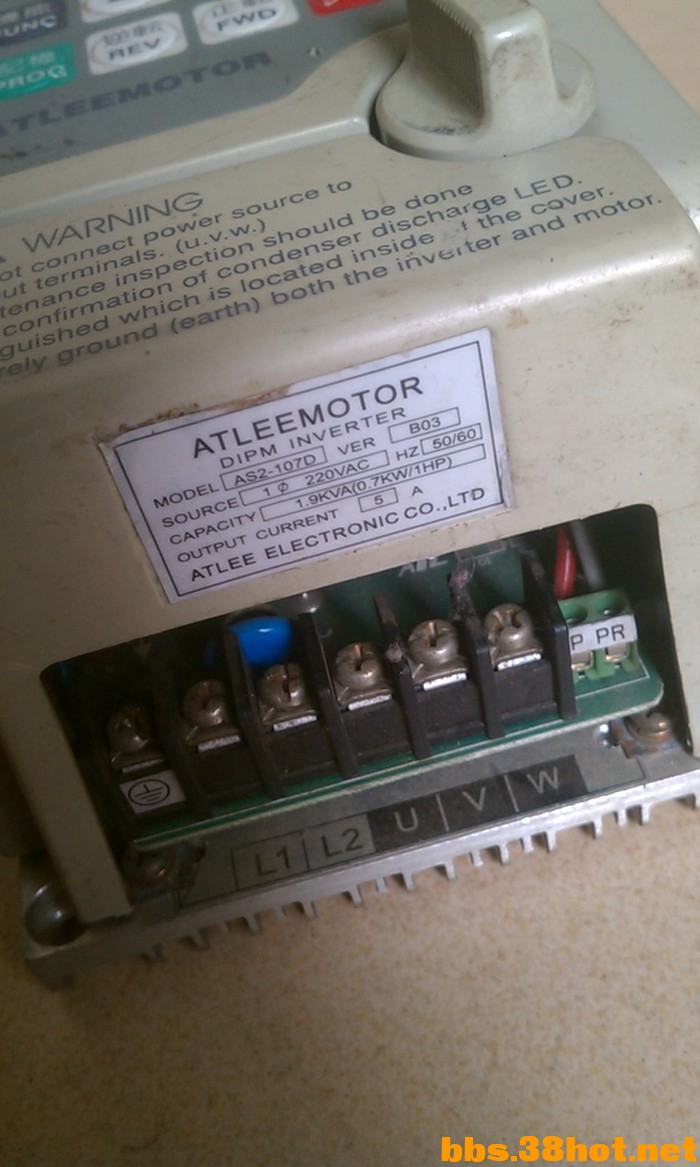 FUNC
REV
正轉
FWD
PROG
ATLEEMOTOR
WARNING
ot connect power source to
ut terminals. (u.v.w.)
tenance inspection should be done
confirmation of condenser discharge LED.
guished which is located inside the cover.
rely ground (earth) both the inverter and motor.
ATLEEMOTOR
DIPM INVERTER
MODEL AS2-107D VER B03
SOURCE 1 Φ 220VAC HZ 50/60
CAPACITY 1.9KVA(0.7KW/1HP)
OUTPUT CURRENT 5 A
ATLEE ELECTRONIC CO.,LTD
P PR
L1 L2 U V W
bbs.38hot.net